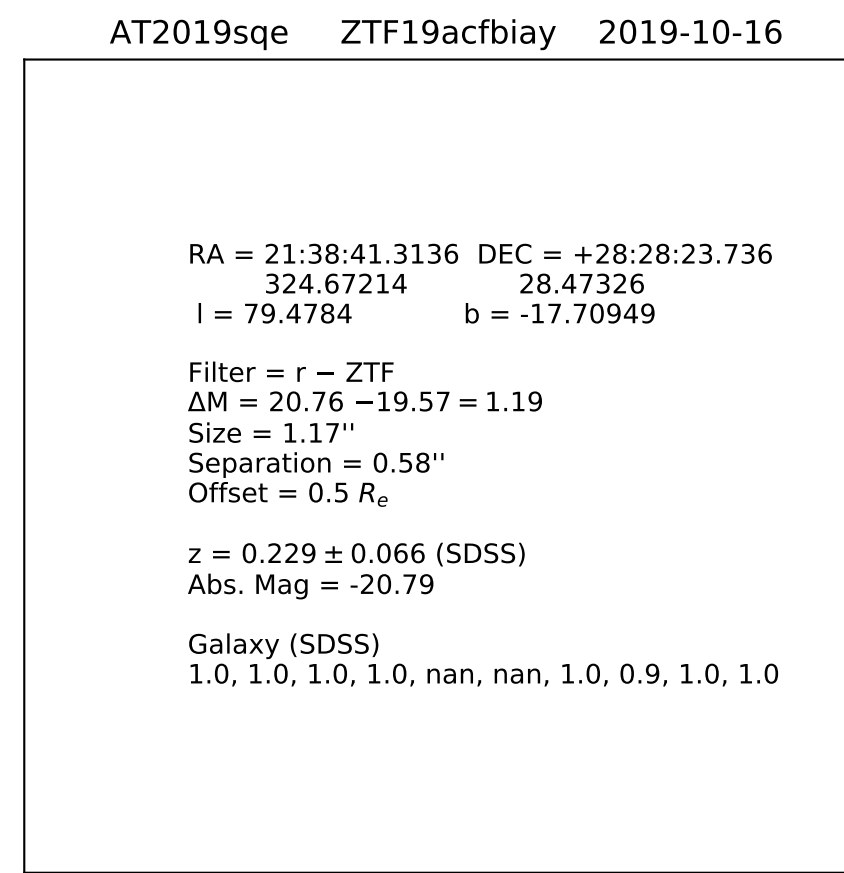 AT2019sqe ZTF19acfbiay 2019-10-16
RA = 21:38:41.3136 DEC = +28:28:23.736
324.67214 28.47326
l = 79.4784 b = -17.70949
Filter = r − ZTF
ΔM = 20.76 −19.57 = 1.19
Size = 1.17''
Separation = 0.58''
Offset = 0.5 Rₑ
z = 0.229 ± 0.066 (SDSS)
Abs. Mag = -20.79
Galaxy (SDSS)
1.0, 1.0, 1.0, 1.0, nan, nan, 1.0, 0.9, 1.0, 1.0